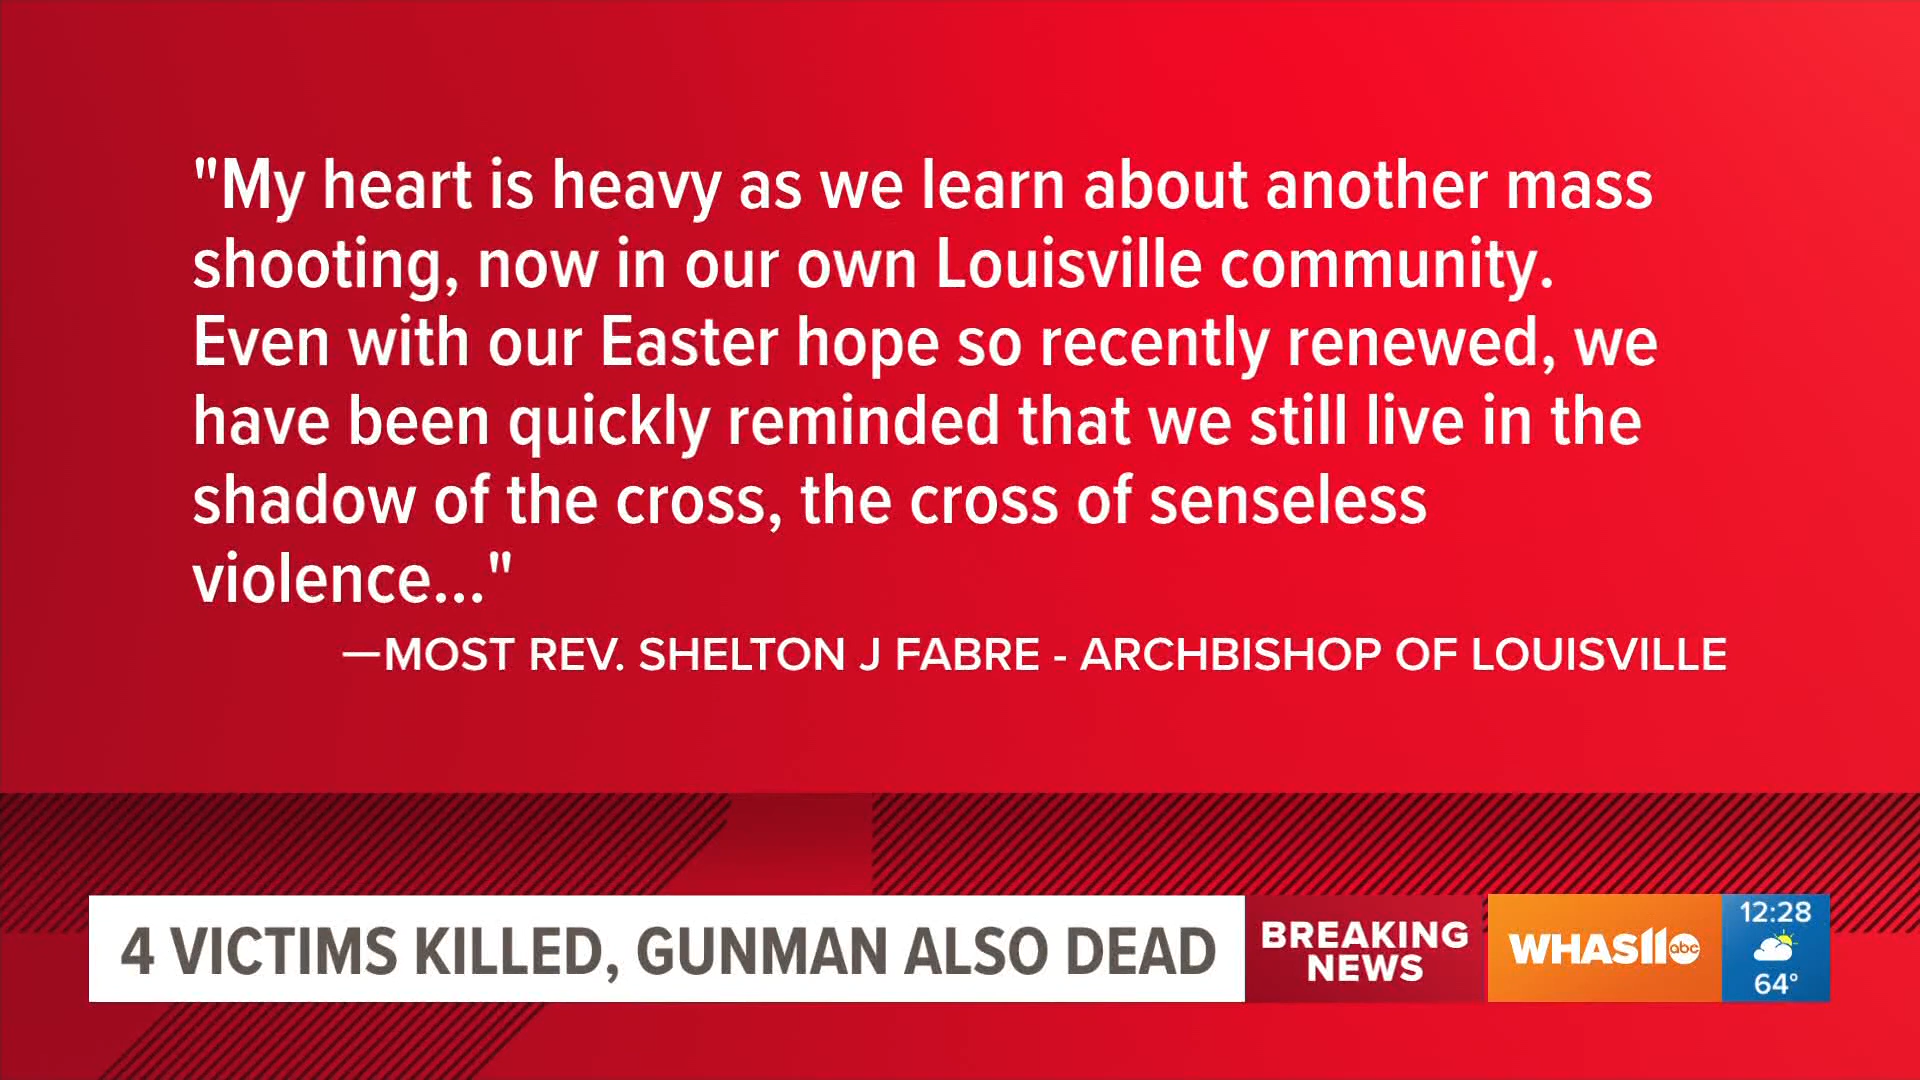 "My heart is heavy as we learn about another mass
shooting, now in our own Louisville community.
Even with our Easter hope so recently renewed, we
have been quickly reminded that we still live in the
shadow of the cross, the cross of senseless
violence..."
—MOST REV. SHELTON J FABRE - ARCHBISHOP OF LOUISVILLE
4 VICTIMS KILLED, GUNMAN ALSO DEAD
BREAKING
NEWS
WHAS11 abc
12:28
64°